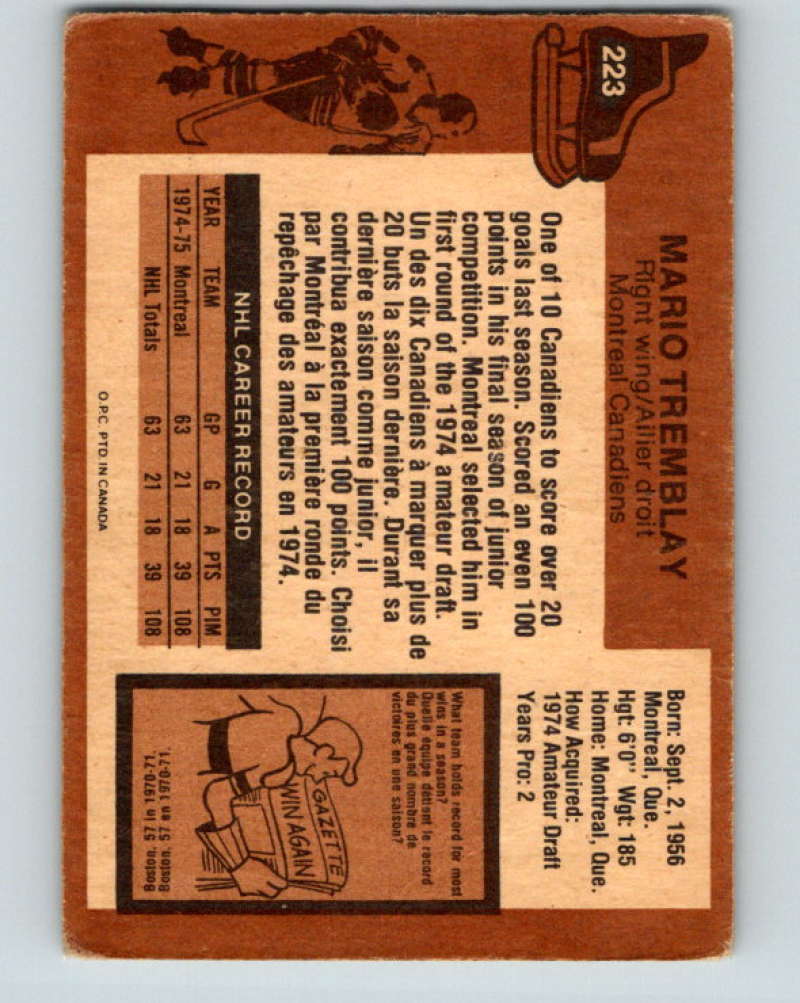 223
MARIO TREMBLAY
Right wing/Ailier droit
Montreal Canadiens
Born: Sept. 2, 1956
Montreal, Que.
Hgt: 6'0" Wgt: 185
Home: Montreal, Que.
How Acquired:
1974 Amateur Draft
Years Pro: 2
One of 10 Canadiens to score over 20
goals last season. Scored an even 100
points in his final season of junior
competition. Montreal selected him in
first round of the 1974 amateur draft.
Un des dix Canadiens à marquer plus de
20 buts la saison dernière. Durant sa
dernière saison comme junior, il
contribua exactement 100 points. Choisi
par Montréal à la première ronde du
repêchage des amateurs en 1974.
NHL CAREER RECORD
YEAR TEAM GP G A PTS PIM
1974-75 Montreal 63 21 18 39 108
NHL Totals 63 21 18 39 108
What team holds record for most
wins in a season?
Quelle équipe détient le record
du plus grand nombre de
victoires en une saison?
GAZETTE
WIN AGAIN
Boston, 57 in 1970-71.
Boston, 57 en 1970-71.
O.P.C. PTD. IN CANADA